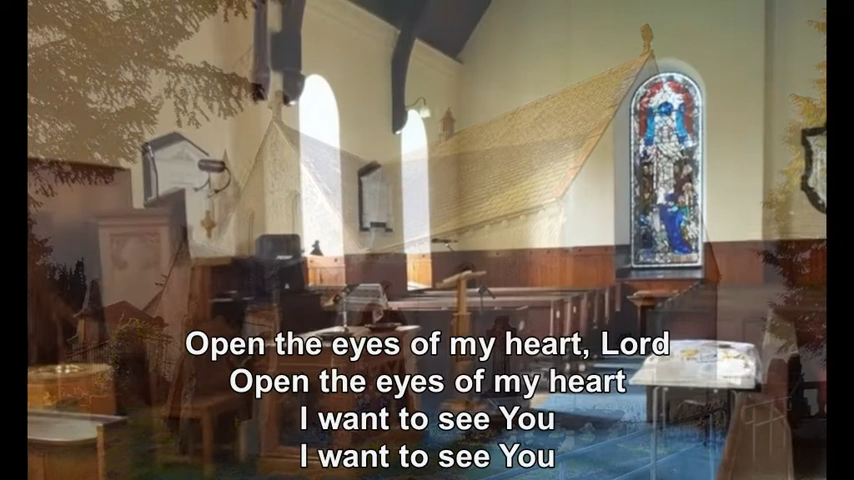 Open the eyes of my heart, Lord
Open the eyes of my heart
I want to see You
I want to see You